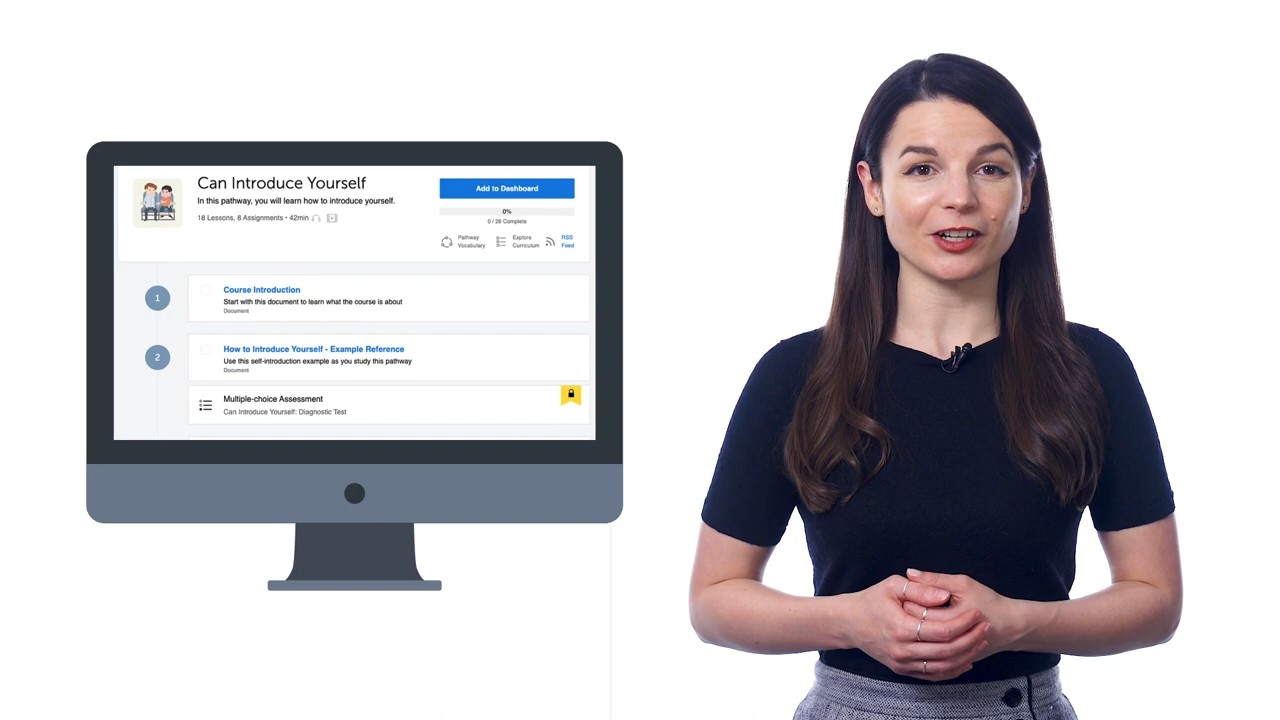 Can Introduce Yourself
In this pathway, you will learn how to introduce yourself.
18 Lessons, 8 Assignments • 42min
Add to Dashboard
0%
0 / 26 Complete
Pathway
Vocabulary
Explore
Curriculum
RSS
Feed
1
Course Introduction
Start with this document to learn what the course is about
Document
2
How to Introduce Yourself - Example Reference
Use this self-introduction example as you study this pathway
Document
Multiple-choice Assessment
Can Introduce Yourself: Diagnostic Test